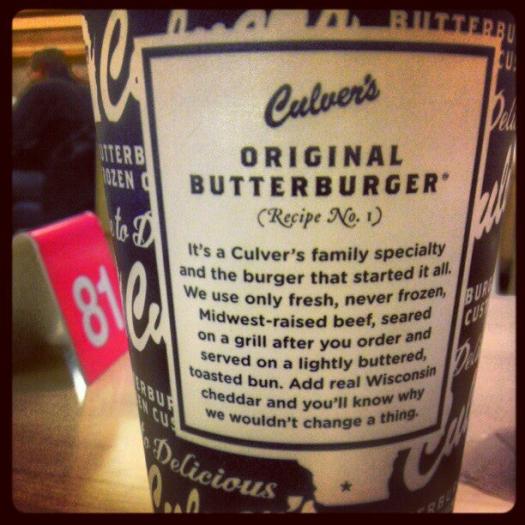 Culver's
ORIGINAL
BUTTERBURGER®
(Recipe No. 1)
It's a Culver's family specialty
and the burger that started it all.
We use only fresh, never frozen,
Midwest-raised beef, seared
on a grill after you order and
served on a lightly buttered,
toasted bun. Add real Wisconsin
cheddar and you'll know why
we wouldn't change a thing.
81
BUTTERBURG
Delicious